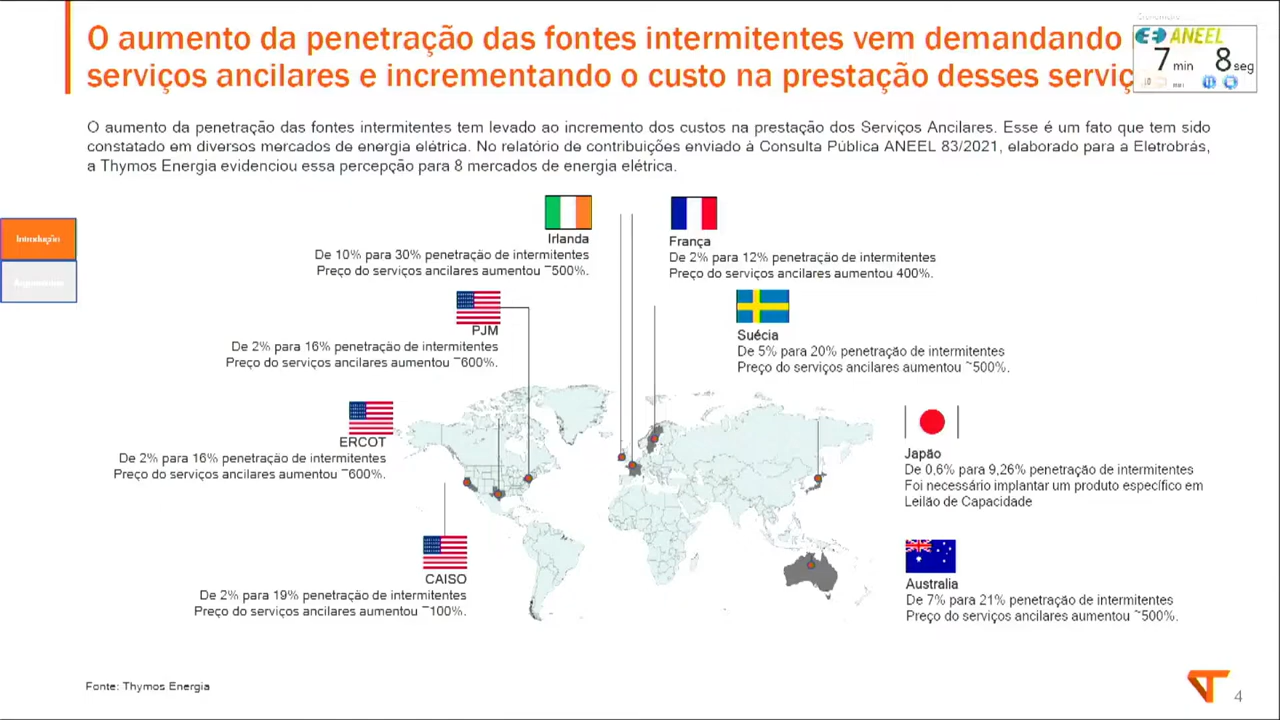 O aumento da penetração das fontes intermitentes vem demandando
serviços ancilares e incrementando o custo na prestação desses serviç
ANEEL
7 min 8 seg
O aumento da penetração das fontes intermitentes tem levado ao incremento dos custos na prestação dos Serviços Ancilares. Esse é um fato que tem sido
constatado em diversos mercados de energia elétrica. No relatório de contribuições enviado à Consulta Pública ANEEL 83/2021, elaborado para a Eletrobrás,
a Thymos Energia evidenciou essa percepção para 8 mercados de energia elétrica.
Introdução
Irlanda
De 10% para 30% penetração de intermitentes
Preço do serviços ancilares aumentou ~500%.
França
De 2% para 12% penetração de intermitentes
Preço do serviços ancilares aumentou 400%.
PJM
De 2% para 16% penetração de intermitentes
Preço do serviços ancilares aumentou ~600%.
Suécia
De 5% para 20% penetração de intermitentes
Preço do serviços ancilares aumentou ~500%.
ERCOT
De 2% para 16% penetração de intermitentes
Preço do serviços ancilares aumentou ~600%.
Japão
De 0,6% para 9,26% penetração de intermitentes
Foi necessário implantar um produto específico em
Leilão de Capacidade
CAISO
De 2% para 19% penetração de intermitentes
Preço do serviços ancilares aumentou ~100%.
Australia
De 7% para 21% penetração de intermitentes
Preço do serviços ancilares aumentou ~500%.
Fonte: Thymos Energia
4